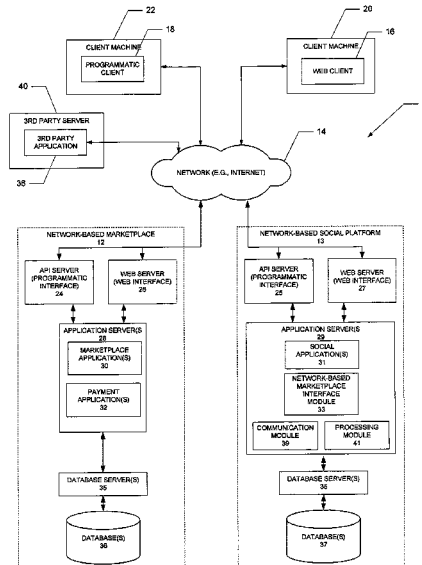 22
18
CLIENT MACHINE
PROGRAMMATIC
CLIENT
20
16
CLIENT MACHINE
WEB CLIENT
40
3RD PARTY SERVER
3RD PARTY
APPLICATION
38
14
NETWORK (E.G., INTERNET)
NETWORK-BASED MARKETPLACE
12
API SERVER
(PROGRAMMATIC
INTERFACE)
24
WEB SERVER
(WEB INTERFACE)
26
APPLICATION SERVER(S)
28
MARKETPLACE
APPLICATION(S)
30
PAYMENT
APPLICATION(S)
32
DATABASE SERVER(S)
35
DATABASE(S)
36
NETWORK-BASED SOCIAL PLATFORM
13
API SERVER
(PROGRAMMATIC
INTERFACE)
25
WEB SERVER
(WEB INTERFACE)
27
APPLICATION SERVER(S)
29
SOCIAL
APPLICATION(S)
31
NETWORK-BASED
MARKETPLACE
INTERFACE
MODULE
33
COMMUNICATION
MODULE
39
PROCESSING
MODULE
41
DATABASE SERVER(S)
DATABASE(S)
37